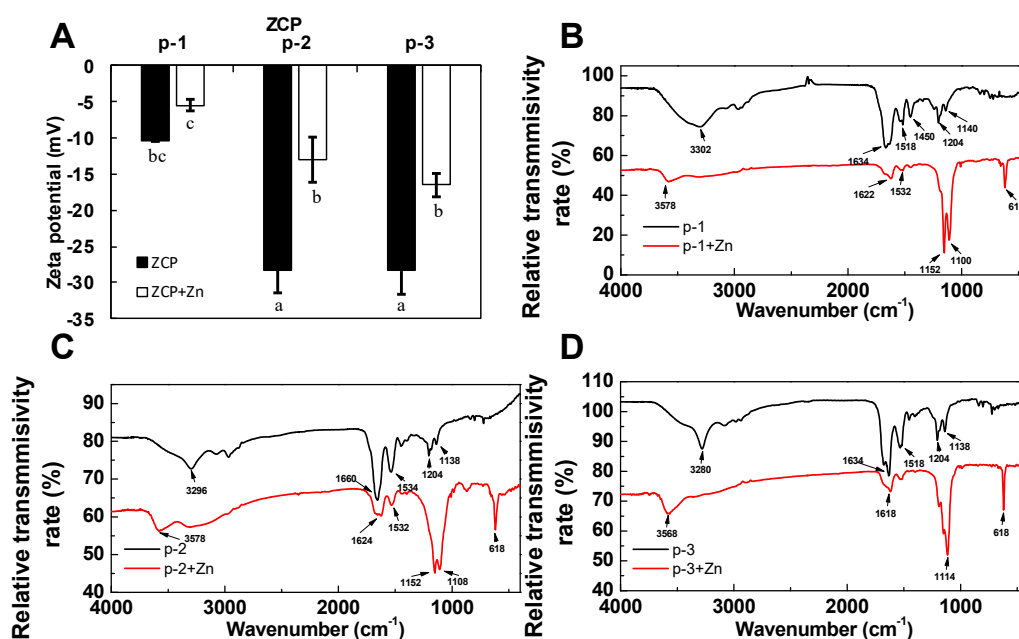 A
ZCP
p-1 p-2 p-3
Zeta potential (mV)
0
-5
-10
-15
-20
-25
-30
-35
bc
c
a
b
a
b
ZCP
ZCP+Zn
B
Relative transmmisivity
rate (%)
100
80
60
40
20
0
3302
1634
1518
1450
1204
1140
3578
1622
1532
1152
1100
61
p-1
p-1+Zn
4000 3000 2000 1000
Wavenumber (cm-1)
C
Relative transmmisivity
rate (%)
90
80
70
60
50
40
3296
1660
1534
1204
1138
3578
1624
1532
1152
1108
618
p-2
p-2+Zn
4000 3000 2000 1000
Wavenumber (cm-1)
D
Relative transmmisivity
rate (%)
110
100
90
80
70
60
50
40
3280
1634
1518
1204
1138
3568
1618
1114
618
p-3
p-3+Zn
4000 3000 2000 1000
Wavenumber (cm-1)